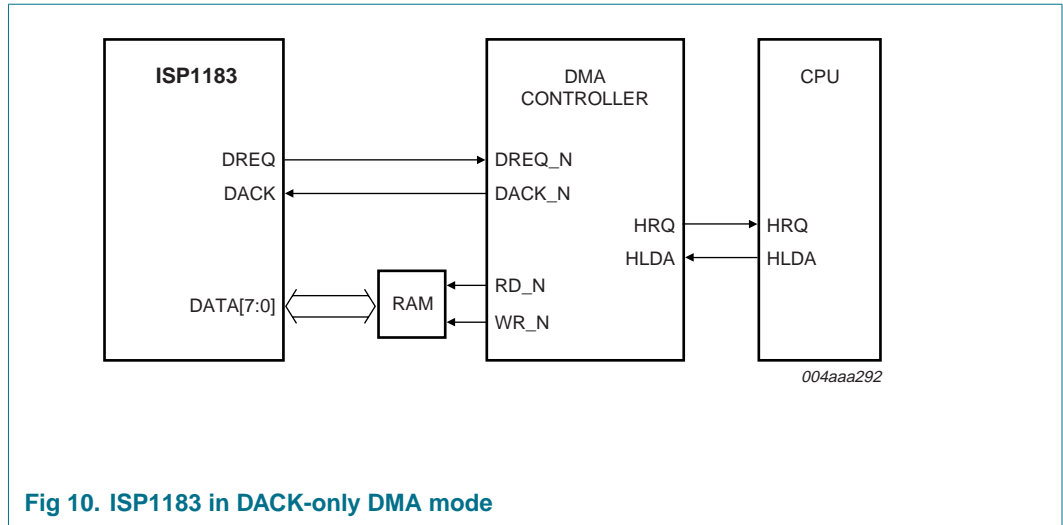 ISP1183
DMA
CONTROLLER
CPU
DREQ
DREQ_N
DACK
DACK_N
HRQ
HRQ
HLDA
HLDA
DATA[7:0]
RAM
RD_N
WR_N
004aaa292
Fig 10. ISP1183 in DACK-only DMA mode